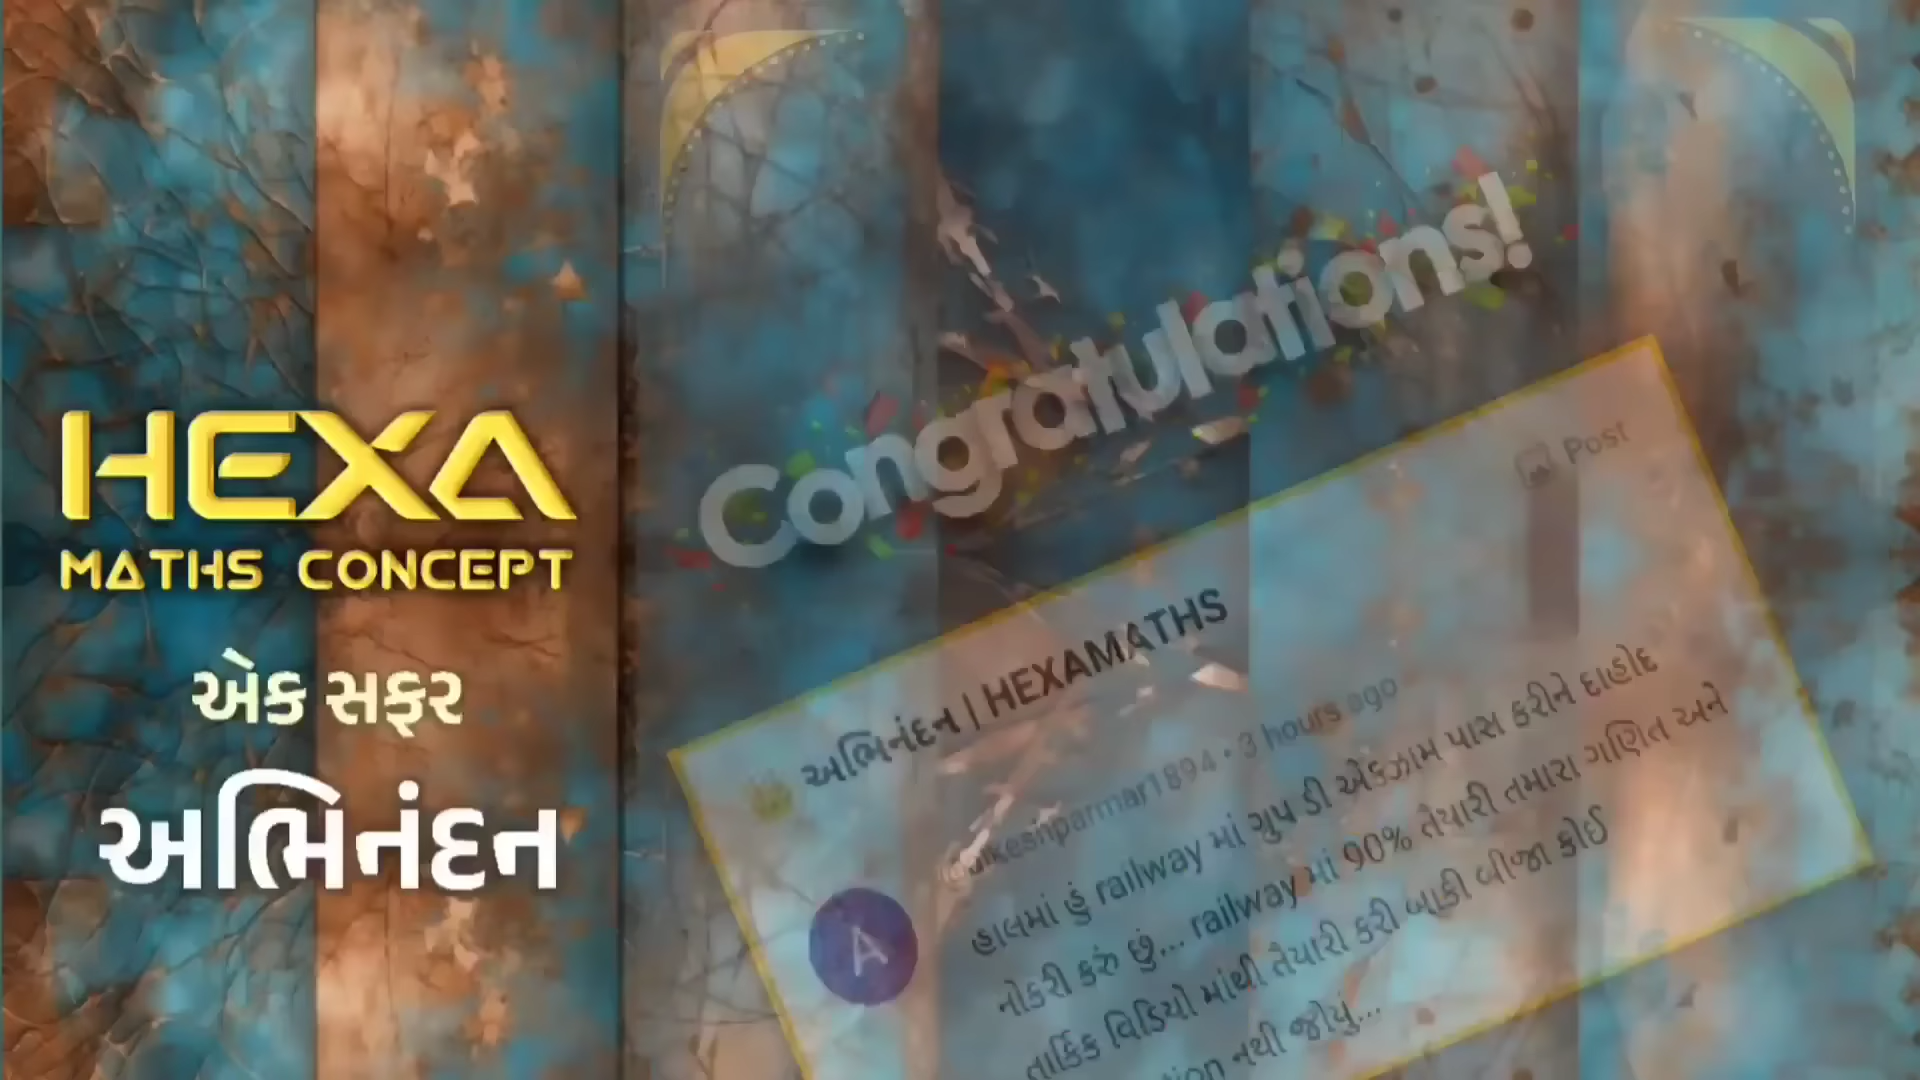 HEXA
MATHS CONCEPT
એક સફર
અભિનંદન
Congratulations!
Post
અભિનંદન | HEXAMATHS
1894 • 3 hours ago
A
હાલમાં હું railway માં ગ્રુપ ડી એક્ઝામ પાસ કરીને દાહોદ
નોકરી કરું છું... railway માં 90% તૈયારી તમારા ગણિત અને
તાર્કિક વિડિયો માંથી તૈયારી કરી બાકી બીજા કોઈ
નથી જોયું...